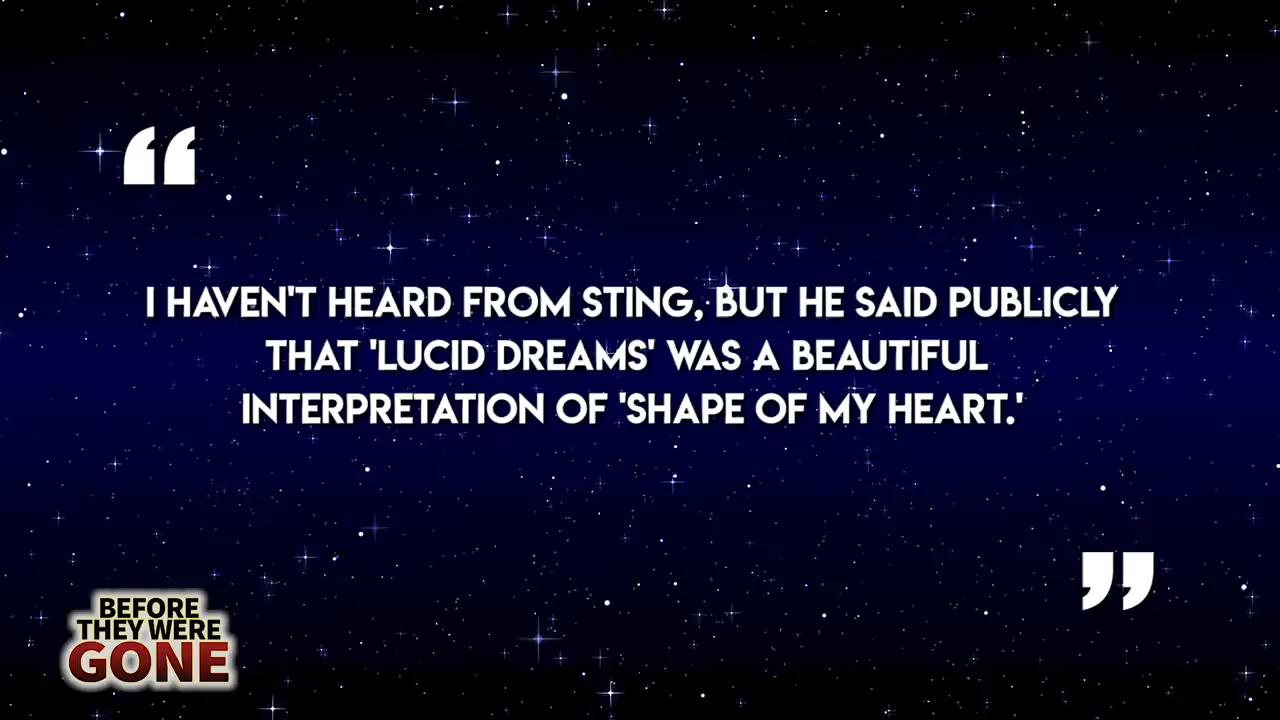 “
I HAVEN'T HEARD FROM STING, BUT HE SAID PUBLICLY
THAT 'LUCID DREAMS' WAS A BEAUTIFUL
INTERPRETATION OF 'SHAPE OF MY HEART.'
”
BEFORE
THEY WERE
GONE